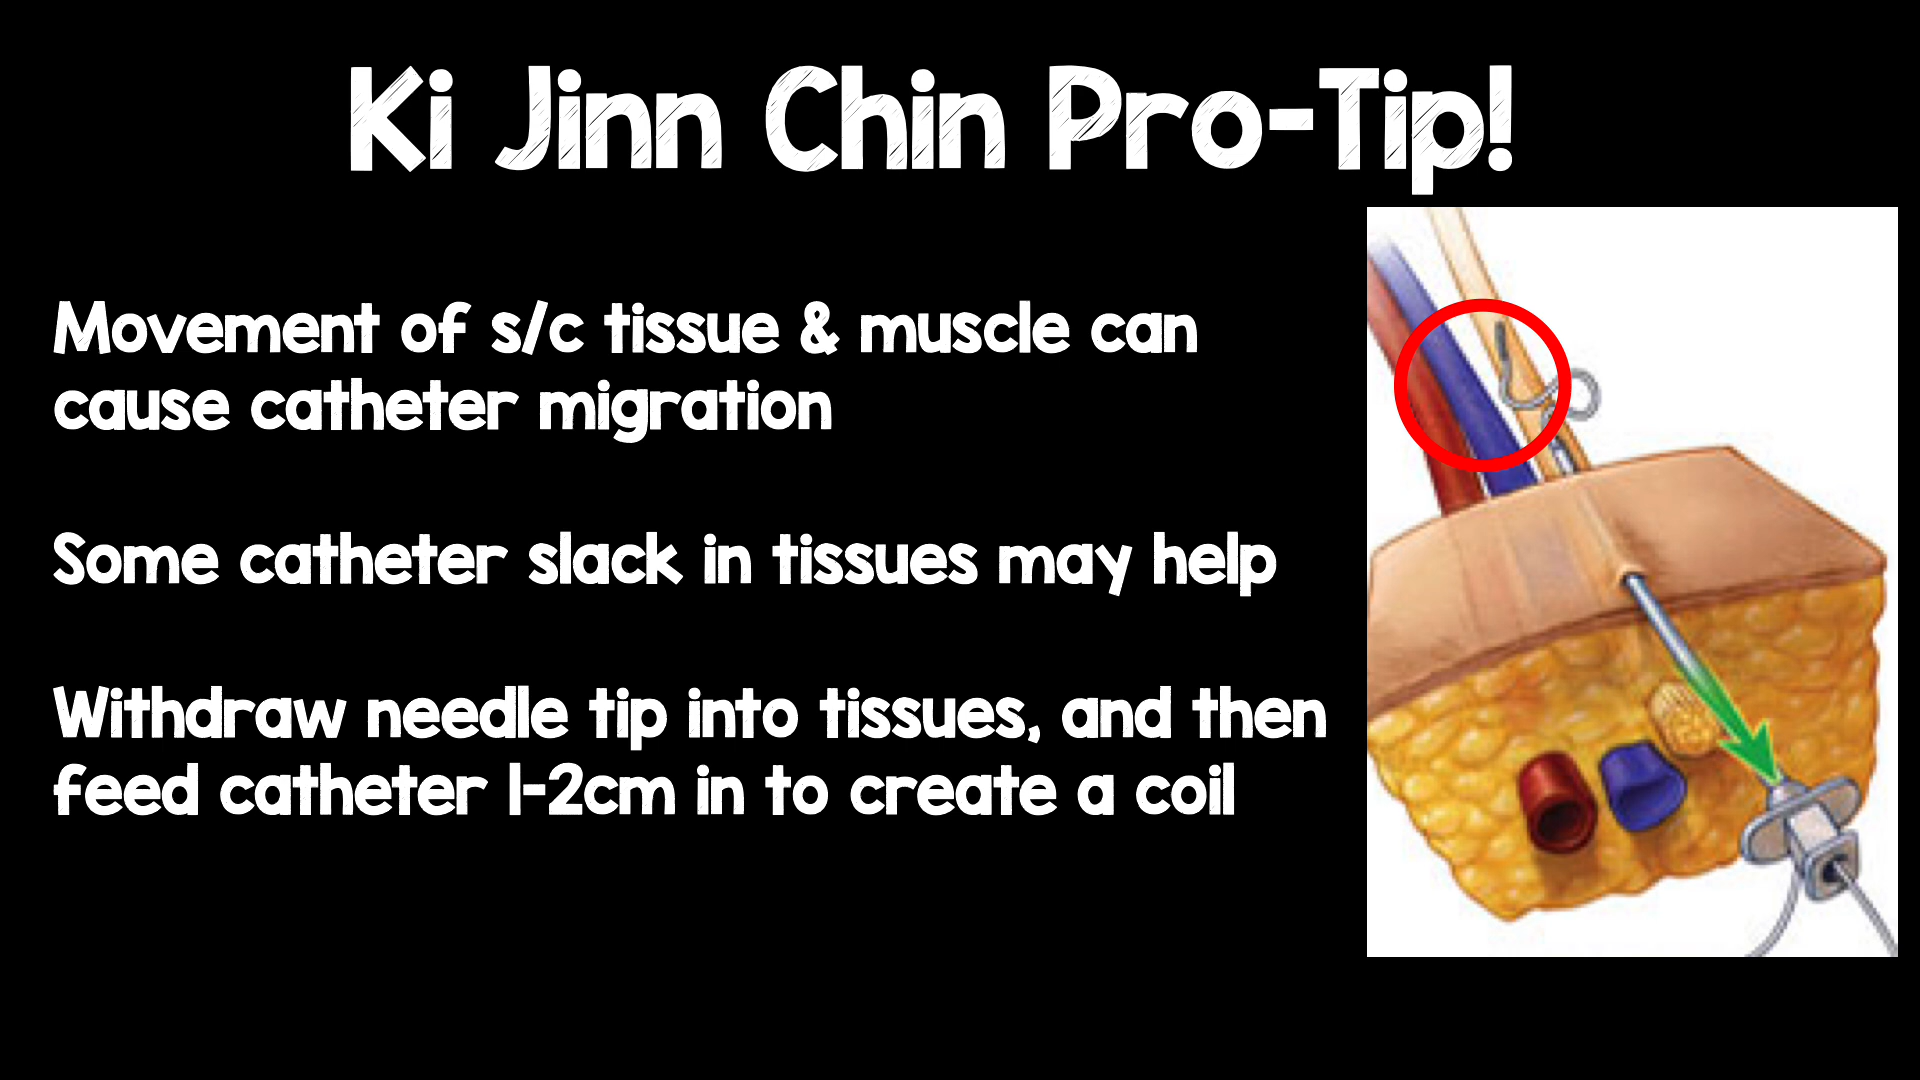 Ki Jinn Chin Pro-Tip!
Movement of s/c tissue & muscle can
cause catheter migration
Some catheter slack in tissues may help
Withdraw needle tip into tissues, and then
feed catheter 1-2cm in to create a coil